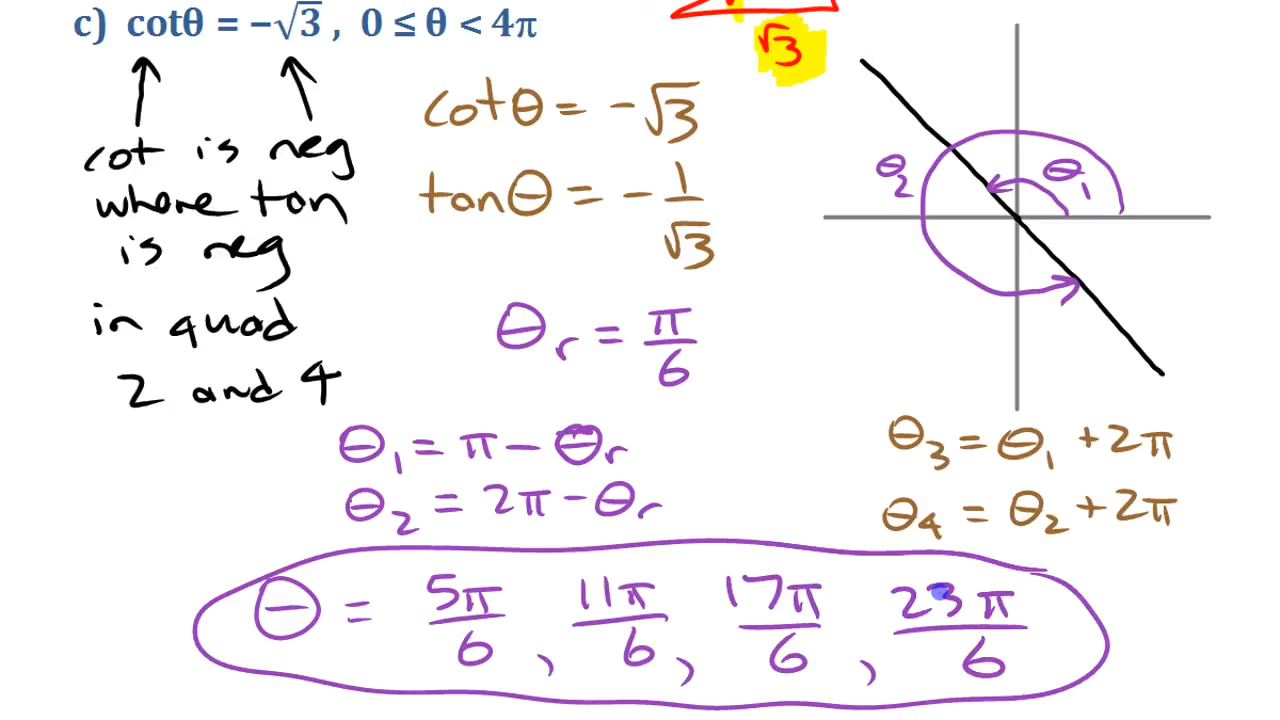 c) cotθ = −√3 , 0 ≤ θ < 4π
√3
cot is neg
where tan
is neg
in quad
2 and 4
cotθ = -√3
tanθ = - 1/√3
θr = π/6
θ1
θ2
θ1 = π - θr
θ2 = 2π - θr
θ3 = θ1 + 2π
θ4 = θ2 + 2π
θ = 5π/6, 11π/6, 17π/6, 23π/6